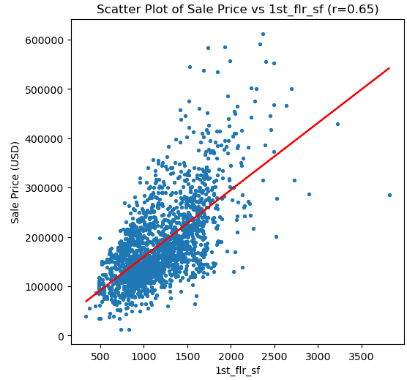 Scatter Plot of Sale Price vs 1st_flr_sf (r=0.65)
Sale Price (USD)
600000
500000
400000
300000
200000
100000
0
500 1000 1500 2000 2500 3000 3500
1st_flr_sf